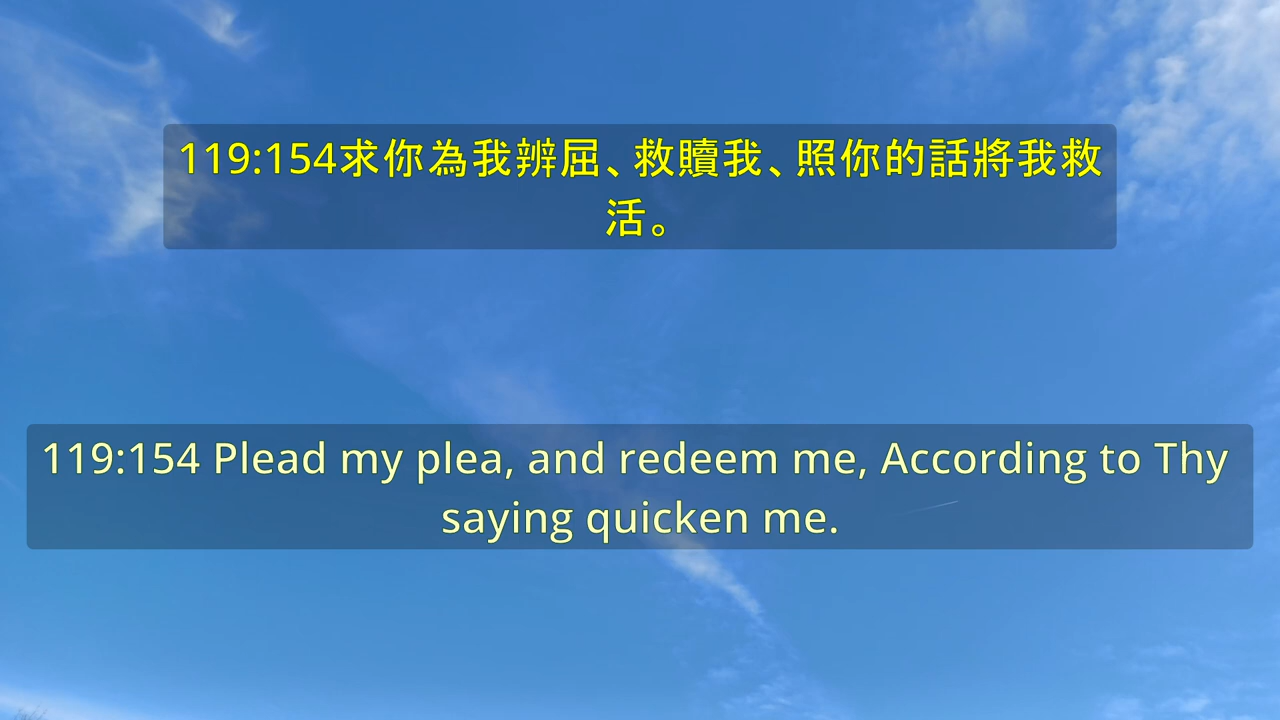 119:154求你為我辨屈、救贖我、照你的話將我救
活。
119:154 Plead my plea, and redeem me, According to Thy
saying quicken me.